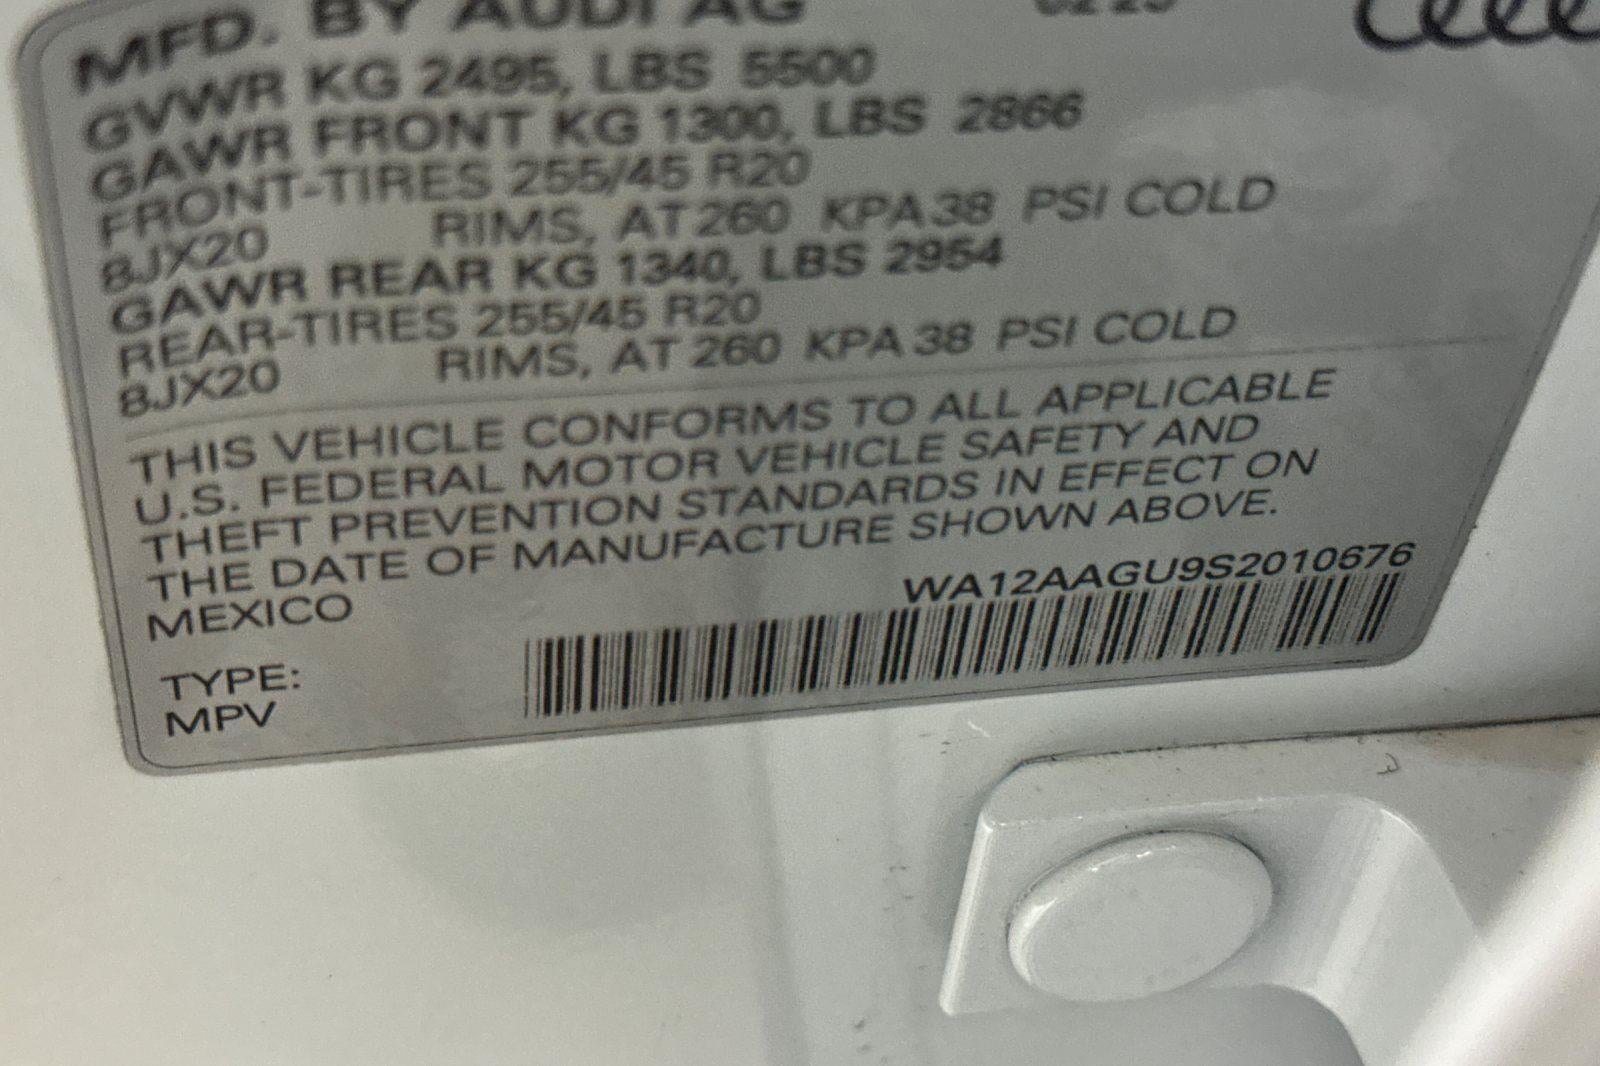 MFD. BY AUDI AG
GVWR KG 2495, LBS 5500
GAWR FRONT KG 1300, LBS 2866
FRONT-TIRES 255/45 R20
8JX20 RIMS, AT 260 KPA 38 PSI COLD
GAWR REAR KG 1340, LBS 2954
REAR-TIRES 255/45 R20
8JX20 RIMS, AT 260 KPA 38 PSI COLD
THIS VEHICLE CONFORMS TO ALL APPLICABLE
U.S. FEDERAL MOTOR VEHICLE SAFETY AND
THEFT PREVENTION STANDARDS IN EFFECT ON
THE DATE OF MANUFACTURE SHOWN ABOVE.
MEXICO
WA12AAGU9S2010676
TYPE:
MPV